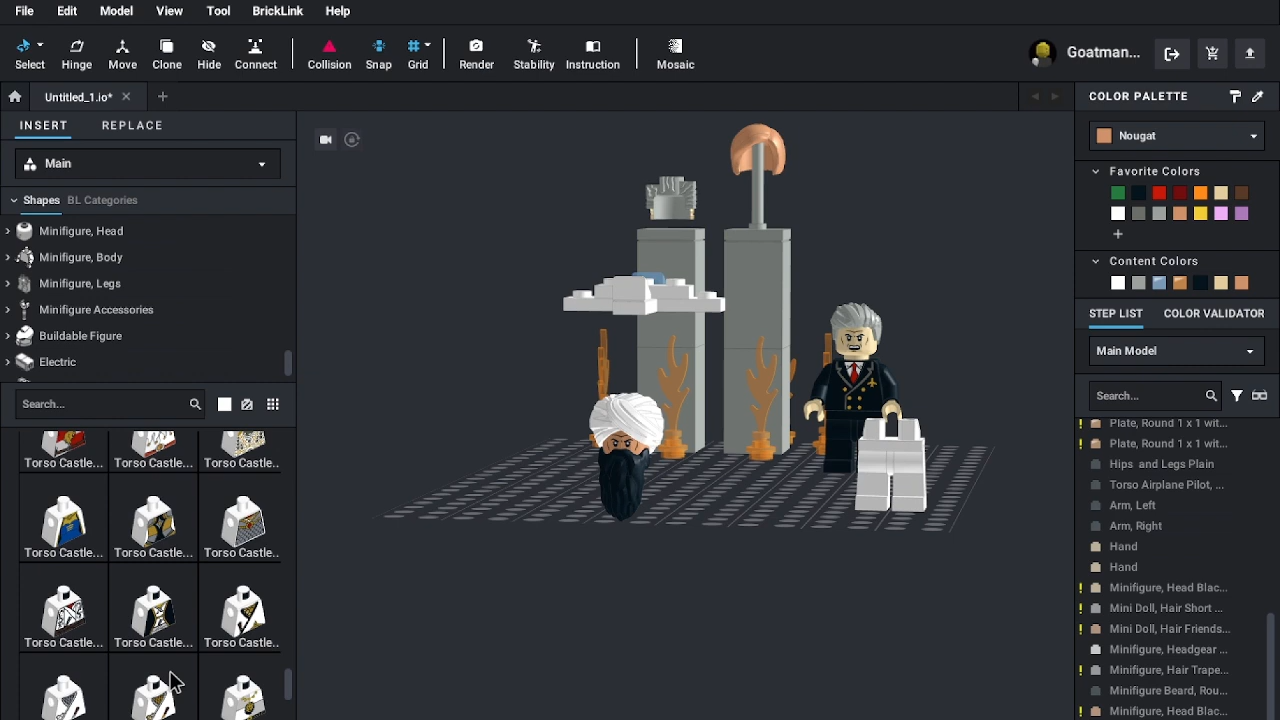 File Edit Model View Tool BrickLink Help
Select Hinge Move Clone Hide Connect Collision Snap Grid Render Stability Instruction Mosaic
Goatman...
Untitled_1.io*
INSERT REPLACE
Main
Shapes BL Categories
Minifigure, Head
Minifigure, Body
Minifigure, Legs
Minifigure Accessories
Buildable Figure
Electric
Search...
Torso Castle... Torso Castle... Torso Castle..
Torso Castle... Torso Castle... Torso Castle..
Torso Castle... Torso Castle... Torso Castle..
COLOR PALETTE
Nougat
Favorite Colors
Content Colors
STEP LIST COLOR VALIDATOR
Main Model
Search...
Plate, Round 1 x 1 wit...
Plate, Round 1 x 1 wit...
Hips and Legs Plain
Torso Airplane Pilot, ...
Arm, Left
Arm, Right
Hand
Hand
Minifigure, Head Blac...
Mini Doll, Hair Short ...
Mini Doll, Hair Friends...
Minifigure, Headgear ...
Minifigure, Hair Trape...
Minifigure Beard, Rou...
Minifigure, Head Blac...